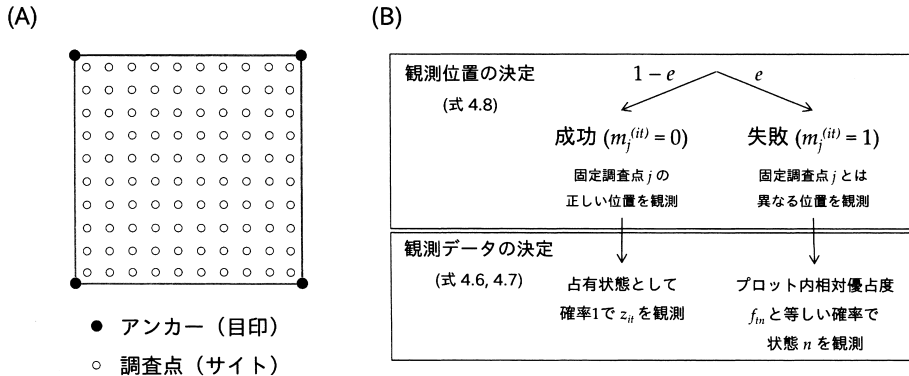 (A)
● アンカー（目印）
○ 調査点（サイト）
(B)
観測位置の決定
(式 4.8)
1 − e
e
成功 (m_j^{(it)} = 0)
失敗 (m_j^{(it)} = 1)
固定調査点 j の
正しい位置を観測
固定調査点 j とは
異なる位置を観測
観測データの決定
(式 4.6, 4.7)
占有状態として
確率1で z_{it} を観測
プロット内相対優占度
f_{tn} と等しい確率で
状態 n を観測